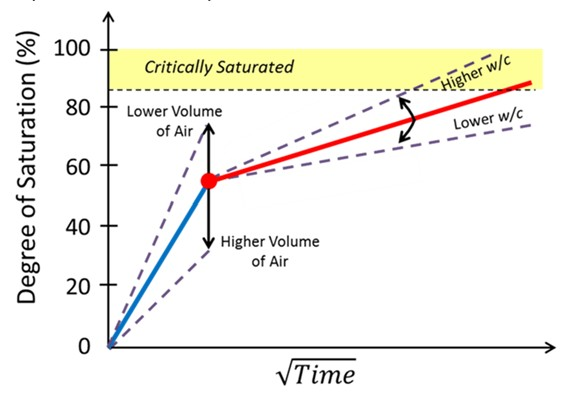 Degree of Saturation (%)
100
80
60
40
20
0
Critically Saturated
Higher w/c
Lower Volume
of Air
Lower w/c
Higher Volume
of Air
√Time